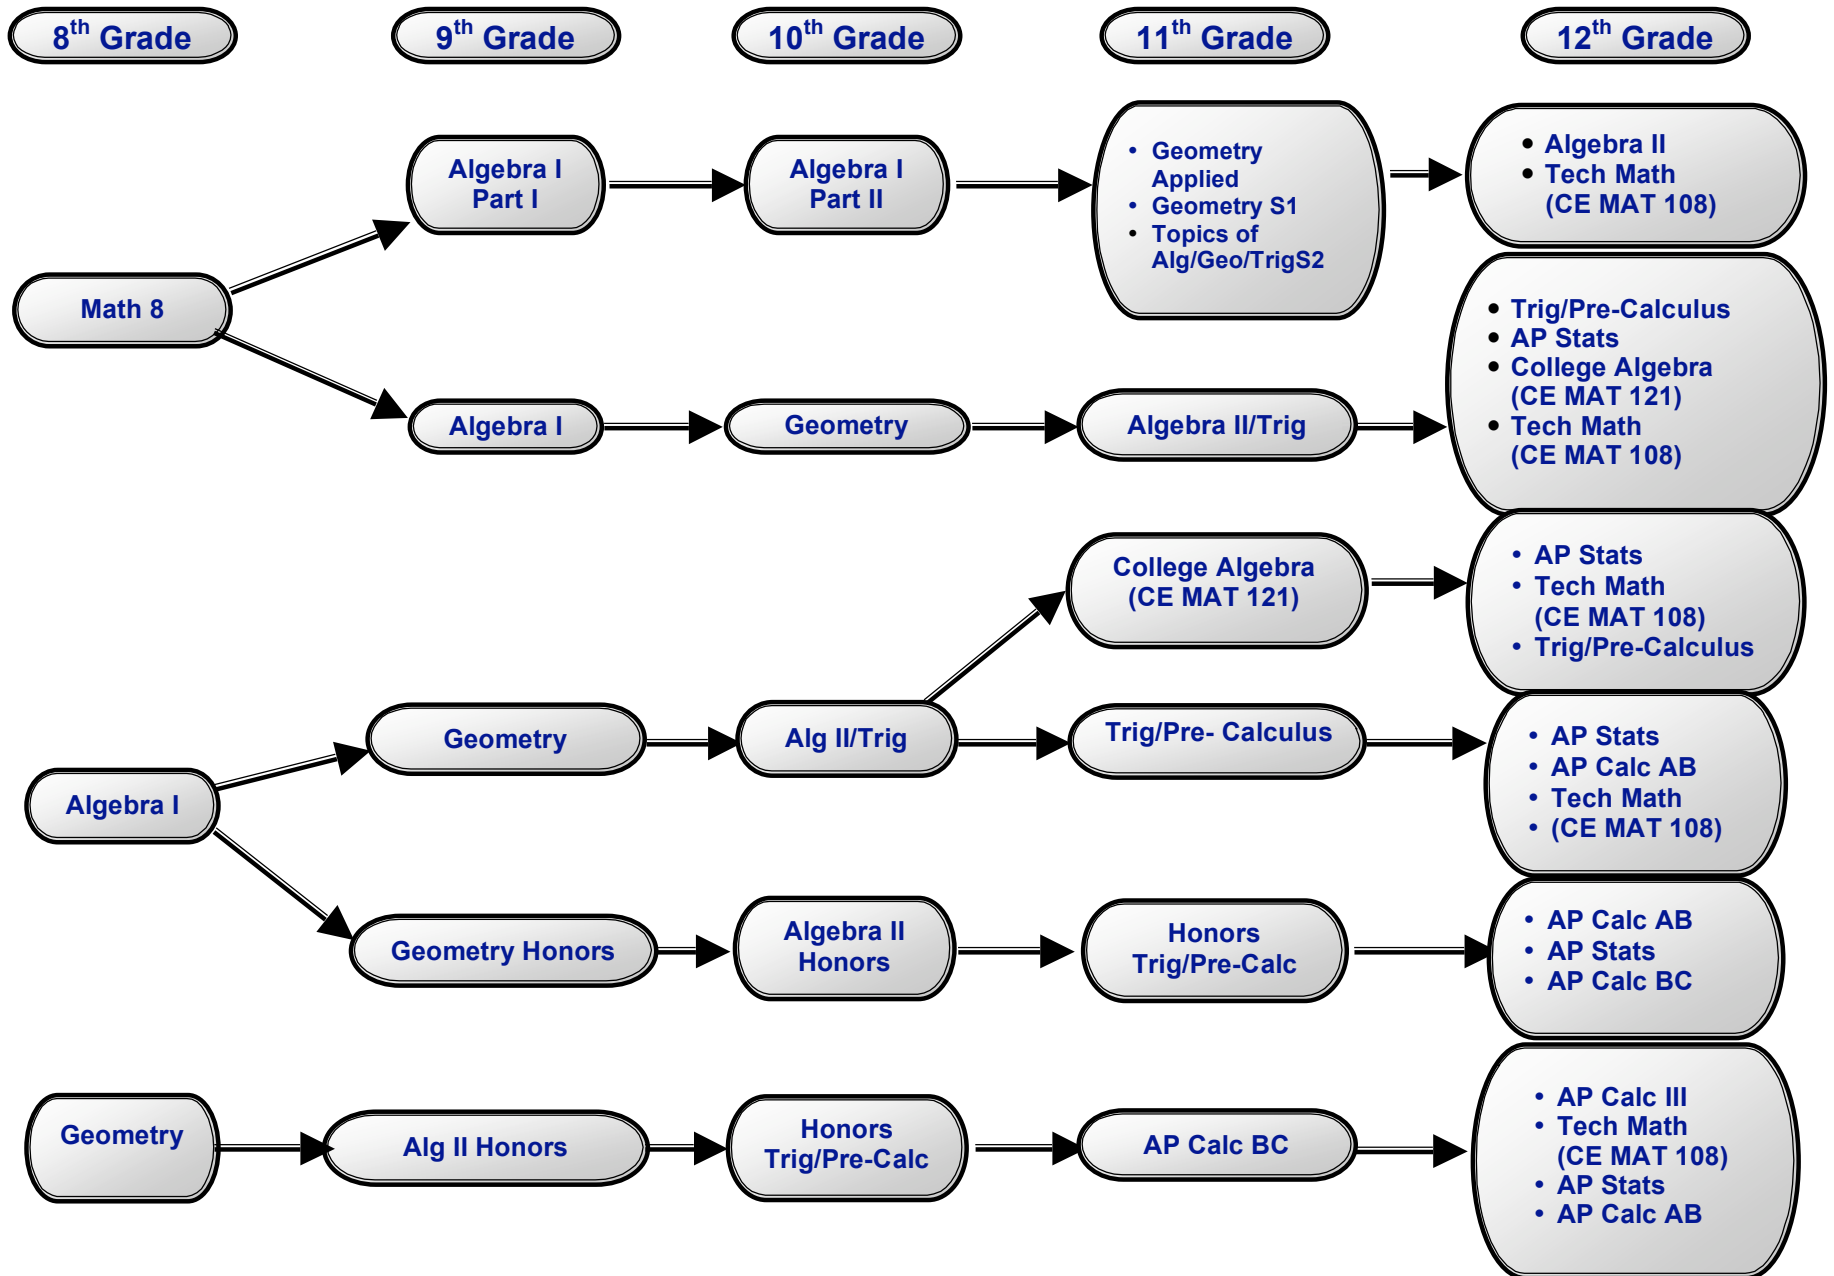 8th Grade
9th Grade
10th Grade
11th Grade
12th Grade
Math 8
Algebra I
Part I
Algebra I
Part II
• Geometry
Applied
• Geometry S1
• Topics of
Alg/Geo/TrigS2
• Algebra II
• Tech Math
(CE MAT 108)
Algebra I
Geometry
Algebra II/Trig
• Trig/Pre-Calculus
• AP Stats
• College Algebra
(CE MAT 121)
• Tech Math
(CE MAT 108)
Algebra I
Geometry
Alg II/Trig
College Algebra
(CE MAT 121)
• AP Stats
• Tech Math
(CE MAT 108)
• Trig/Pre-Calculus
Trig/Pre- Calculus
• AP Stats
• AP Calc AB
• Tech Math
• (CE MAT 108)
Geometry Honors
Algebra II
Honors
Honors
Trig/Pre-Calc
• AP Calc AB
• AP Stats
• AP Calc BC
Geometry
Alg II Honors
Honors
Trig/Pre-Calc
AP Calc BC
• AP Calc III
• Tech Math
(CE MAT 108)
• AP Stats
• AP Calc AB